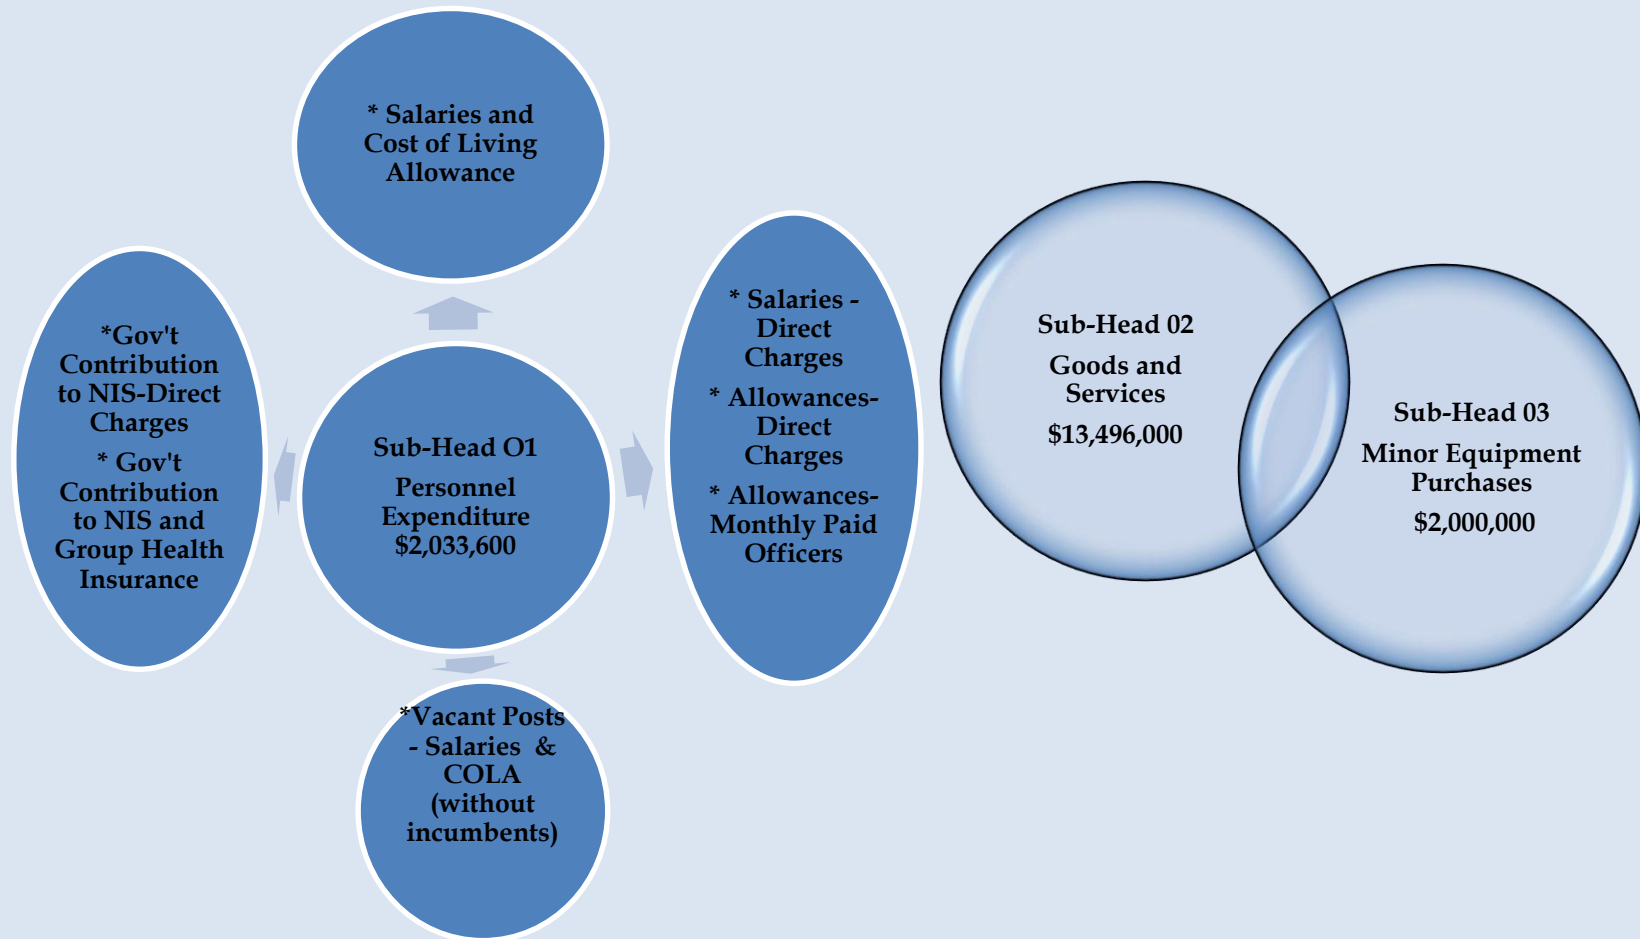 * Salaries and
Cost of Living
Allowance
*Gov't
Contribution
to NIS-Direct
Charges
* Gov't
Contribution
to NIS and
Group Health
Insurance
Sub-Head O1
Personnel
Expenditure
$2,033,600
* Salaries -
Direct
Charges
* Allowances-
Direct
Charges
* Allowances-
Monthly Paid
Officers
*Vacant Posts
- Salaries & 
COLA
(without
incumbents)
Sub-Head 02
Goods and
Services
$13,496,000
Sub-Head 03
Minor Equipment
Purchases
$2,000,000